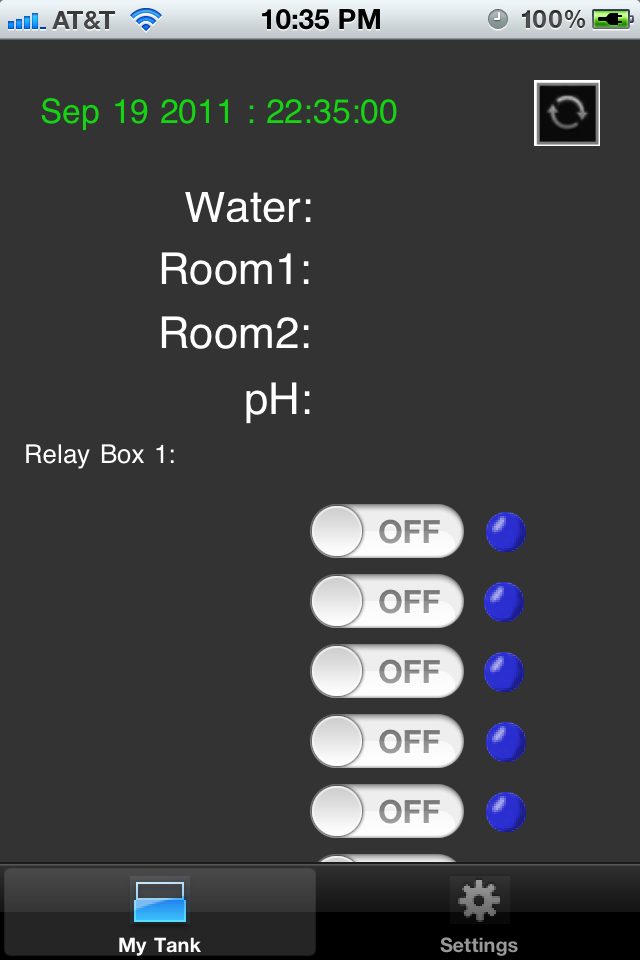 AT&T 10:35 PM 100%
Sep 19 2011 : 22:35:00
Water:
Room1:
Room2:
pH:
Relay Box 1:
OFF
OFF
OFF
OFF
OFF
My Tank Settings